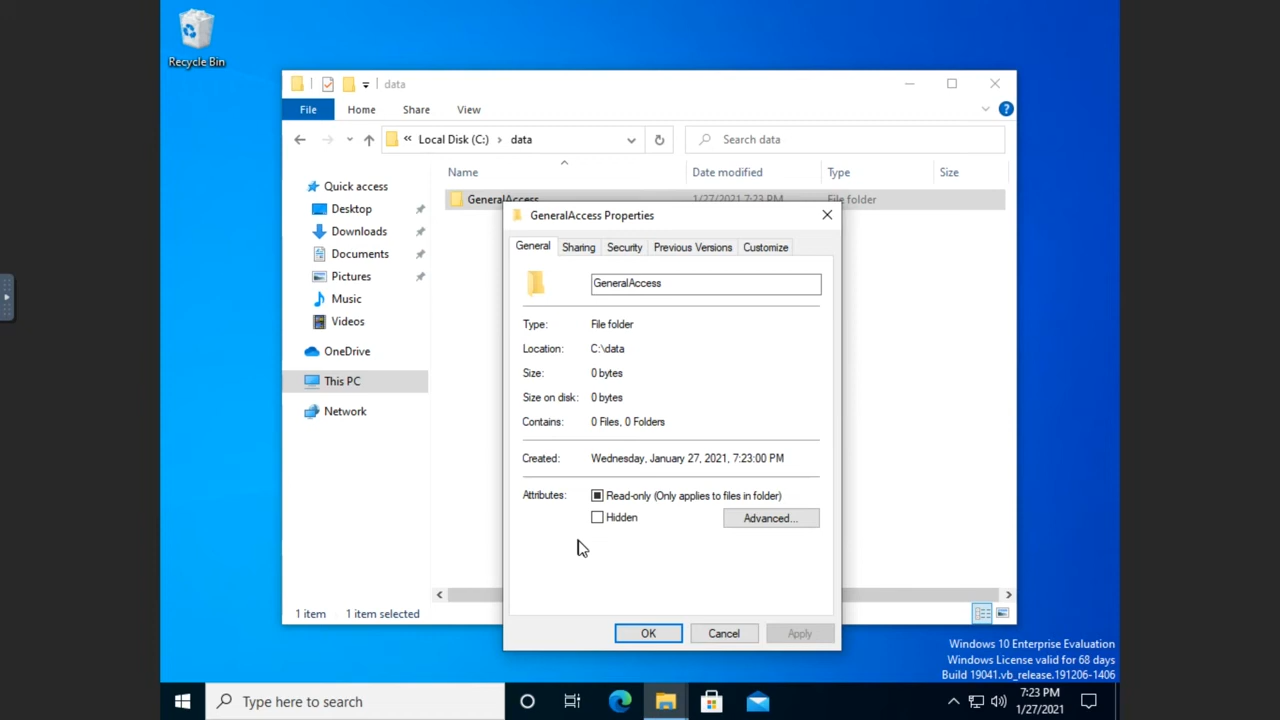 Recycle Bin
data
File Home Share View
« Local Disk (C:) › data
Search data
Name Date modified Type Size
Quick access
Desktop
Downloads
Documents
Pictures
Music
Videos
OneDrive
This PC
Network
GeneralAccess 1/27/2021 7:23 PM File folder
GeneralAccess Properties
General Sharing Security Previous Versions Customize
GeneralAccess
Type: File folder
Location: C:\data
Size: 0 bytes
Size on disk: 0 bytes
Contains: 0 Files, 0 Folders
Created: Wednesday, January 27, 2021, 7:23:00 PM
Attributes: Read-only (Only applies to files in folder)
Hidden Advanced...
OK Cancel Apply
1 item 1 item selected
Windows 10 Enterprise Evaluation
Windows License valid for 68 days
Build 19041.vb_release.191206-1406
Type here to search
7:23 PM
1/27/2021